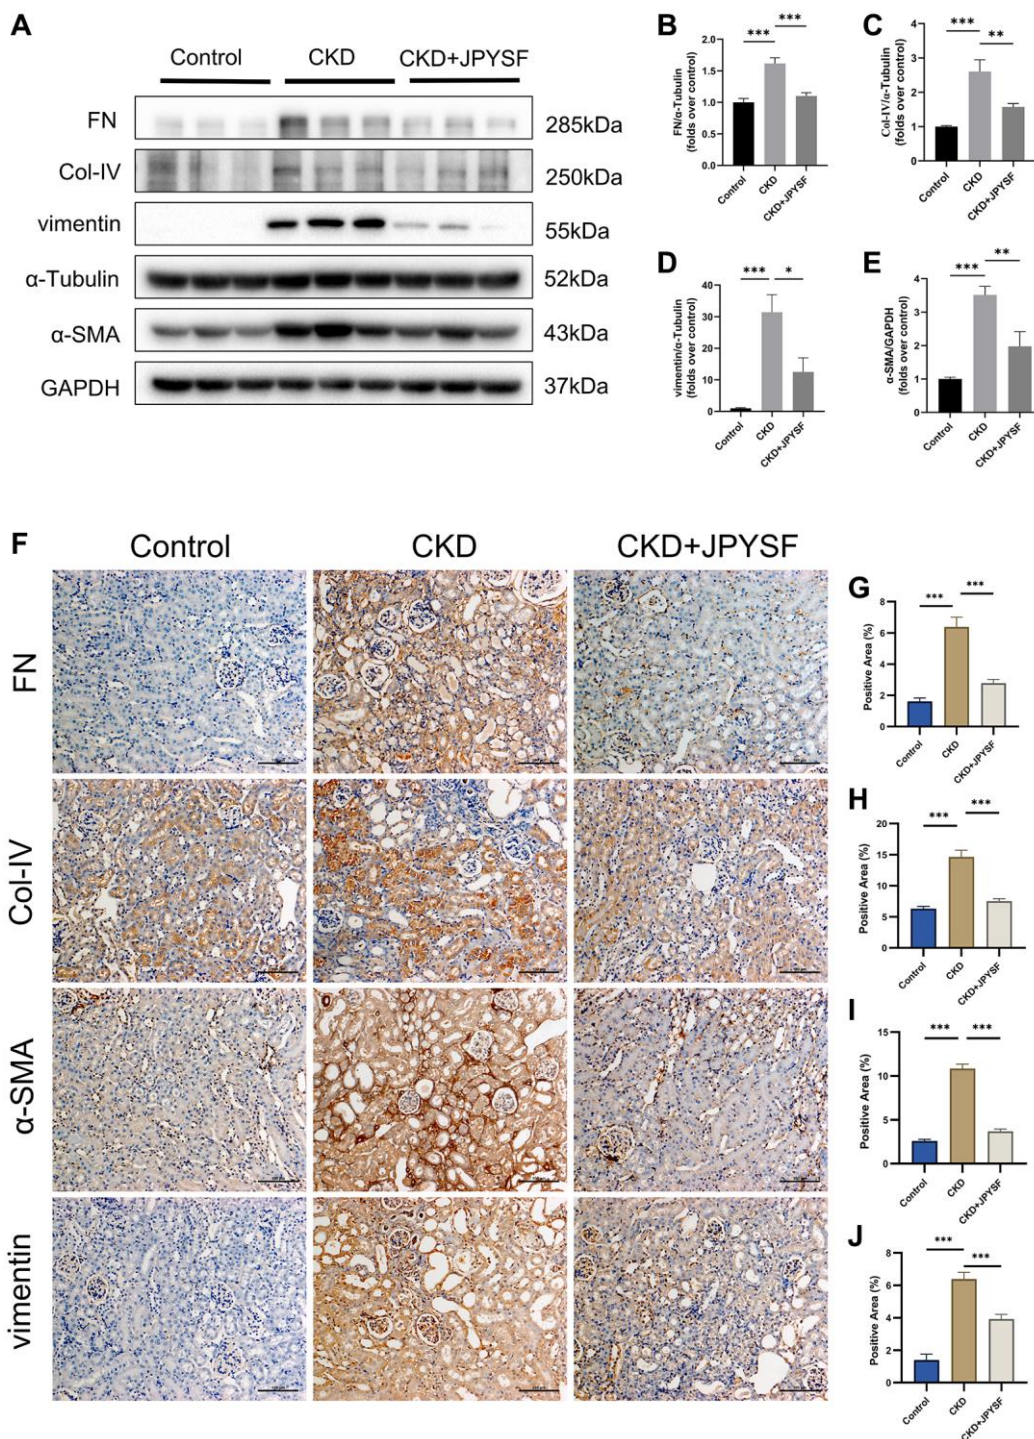 A
Control CKD CKD+JPYSF
FN 285kDa
Col-IV 250kDa
vimentin 55kDa
α-Tubulin 52kDa
α-SMA 43kDa
GAPDH 37kDa
B
*** ***
FN/α-Tubulin
(folds over control)
2.0
1.5
1.0
0.5
0.0
Control
CKD
CKD+JPYSF
C
*** **
Col-IV/α-Tubulin
(folds over control)
4
3
2
1
0
Control
CKD
CKD+JPYSF
D
*** *
vimentin/α-Tubulin
(folds over control)
40
30
20
10
0
Control
CKD
CKD+JPYSF
E
*** **
α-SMA/GAPDH
(folds over control)
4
3
2
1
0
Control
CKD
CKD+JPYSF
F
Control CKD CKD+JPYSF
FN
Col-IV
α-SMA
vimentin
G
*** ***
Positive Area (%)
8
6
4
2
0
Control
CKD
CKD+JPYSF
H
*** ***
Positive Area (%)
20
15
10
5
0
Control
CKD
CKD+JPYSF
I
*** ***
Positive Area (%)
15
10
5
0
Control
CKD
CKD+JPYSF
J
*** ***
Positive Area (%)
8
6
4
2
0
Control
CKD
CKD+JPYSF